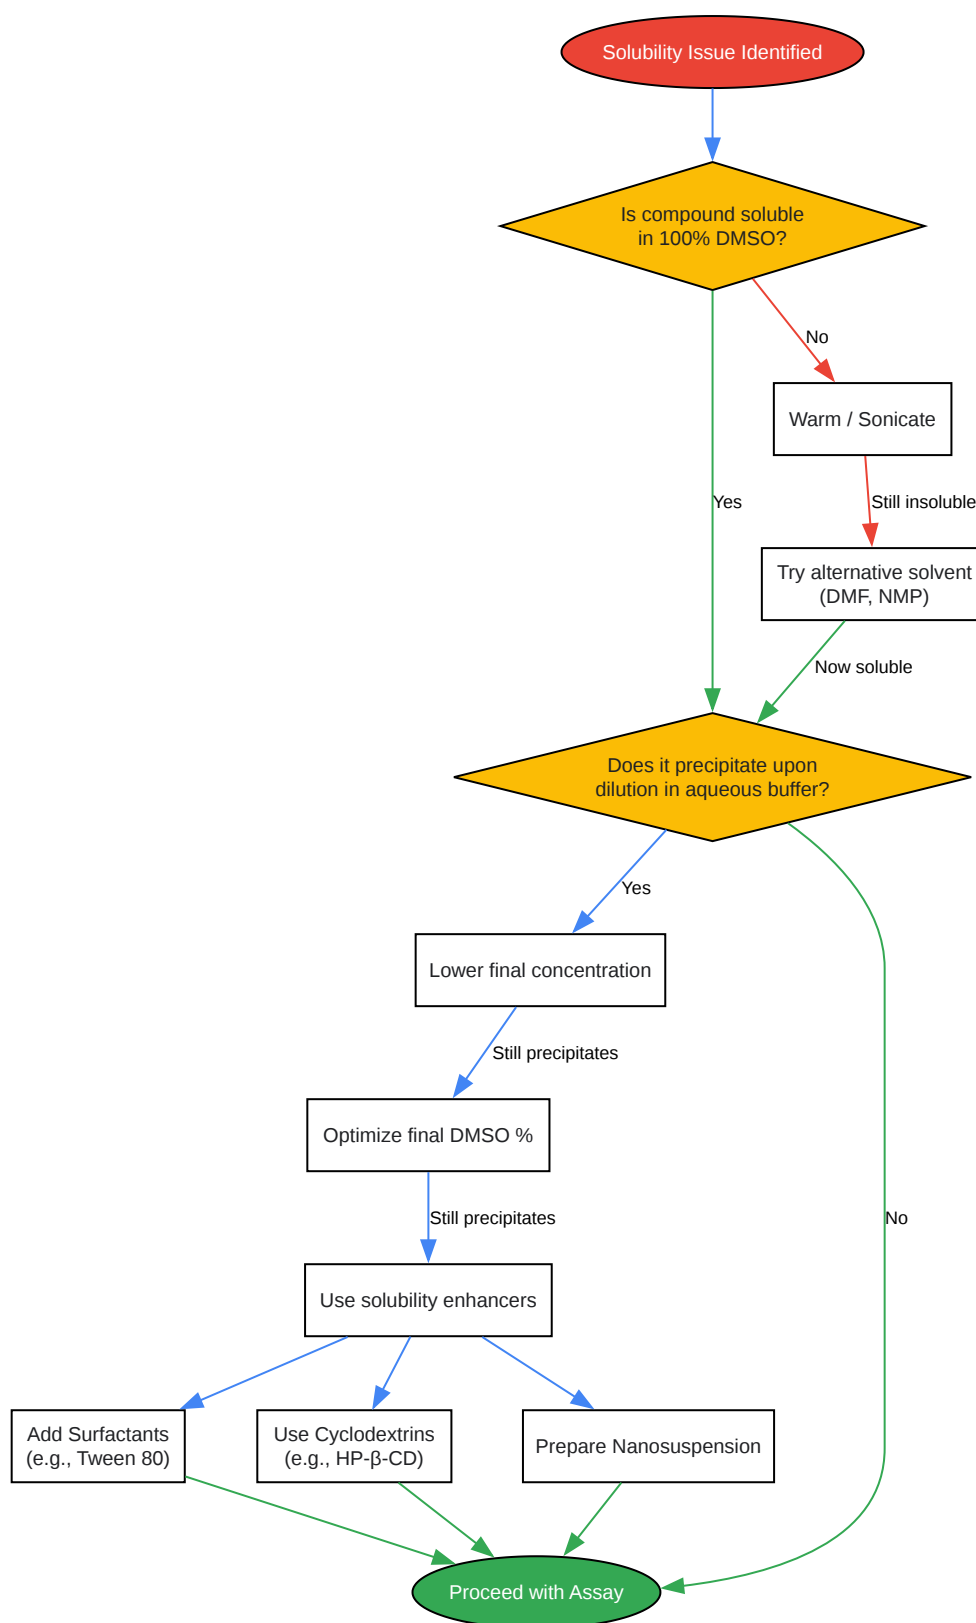 Solubility Issue Identified
Is compound soluble
in 100% DMSO?
No
Warm / Sonicate
Yes
Still insoluble
Try alternative solvent
(DMF, NMP)
Now soluble
Does it precipitate upon
dilution in aqueous buffer?
Yes
Lower final concentration
Still precipitates
Optimize final DMSO %
Still precipitates
No
Use solubility enhancers
Add Surfactants
(e.g., Tween 80)
Use Cyclodextrins
(e.g., HP-β-CD)
Prepare Nanosuspension
Proceed with Assay